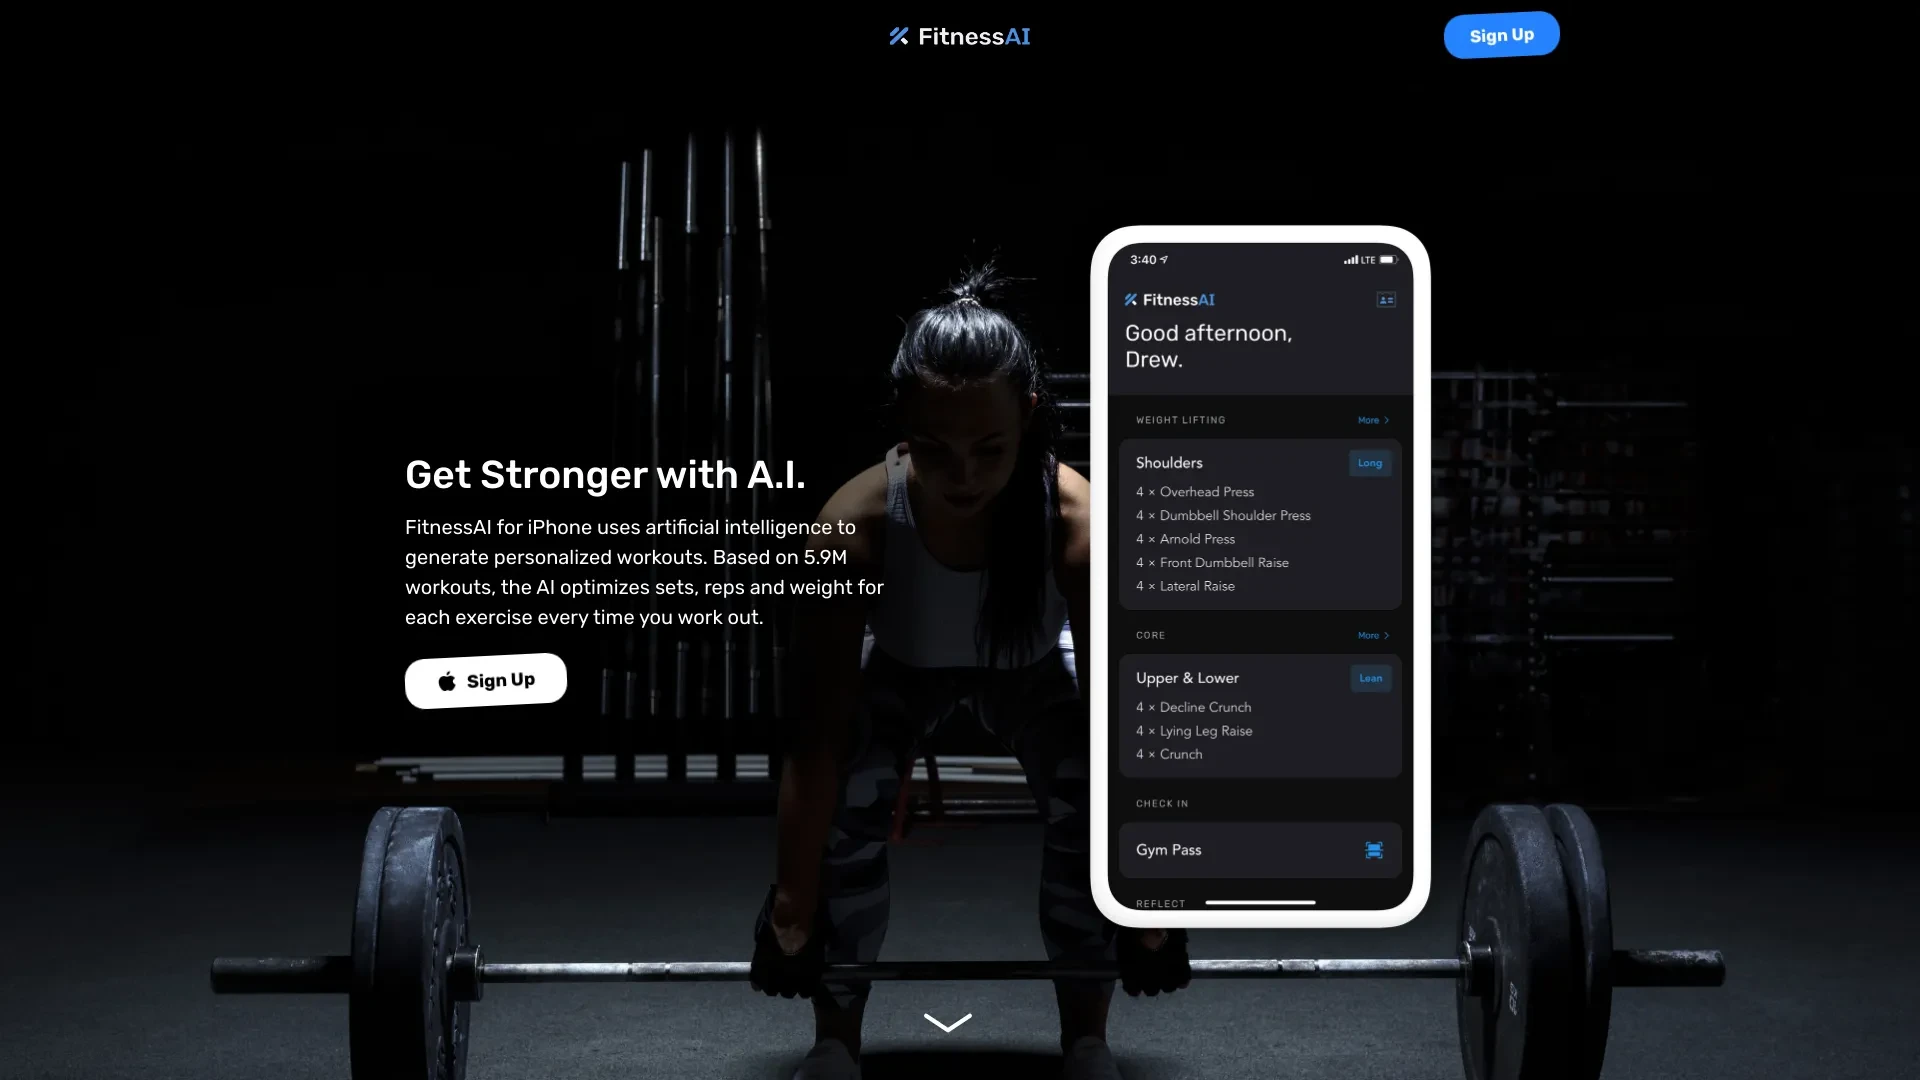 FitnessAI
Sign Up
Get Stronger with A.I.
FitnessAI for iPhone uses artificial intelligence to
generate personalized workouts. Based on 5.9M
workouts, the AI optimizes sets, reps and weight for
each exercise every time you work out.
Sign Up
3:40
LTE
FitnessAI
Good afternoon,
Drew.
WEIGHT LIFTING
More
Shoulders
Long
4 × Overhead Press
4 × Dumbbell Shoulder Press
4 × Arnold Press
4 × Front Dumbbell Raise
4 × Lateral Raise
CORE
More
Upper & Lower
Lean
4 × Decline Crunch
4 × Lying Leg Raise
4 × Crunch
CHECK IN
Gym Pass
REFLECT